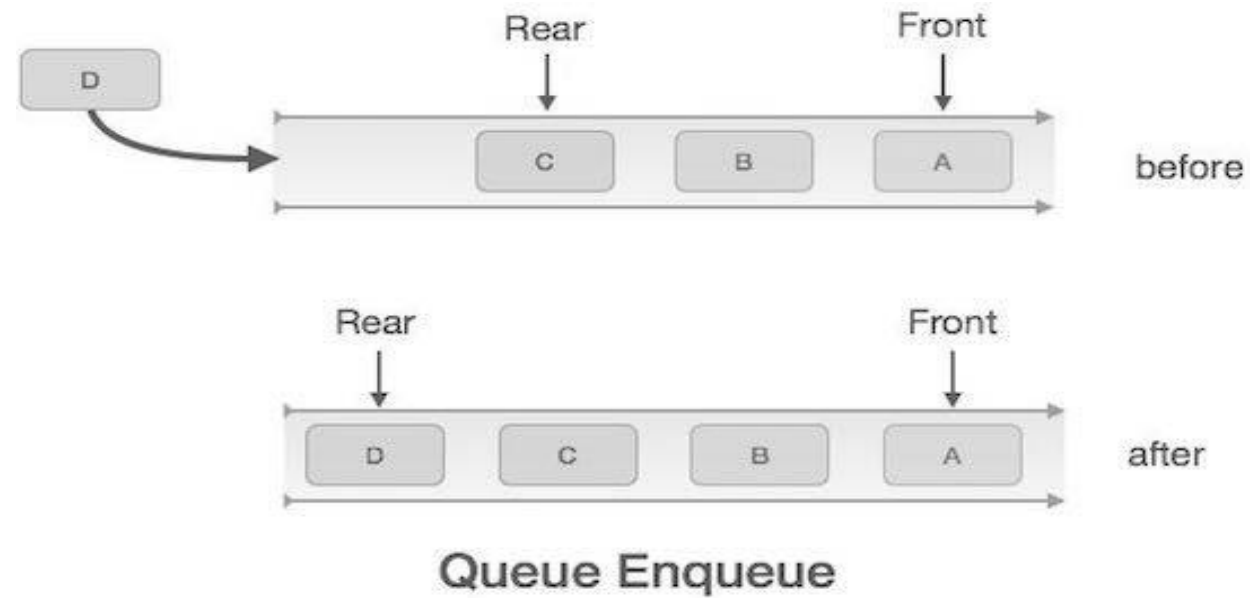 Rear Front
D
C B A
before
Rear Front
D C B A
after
Queue Enqueue